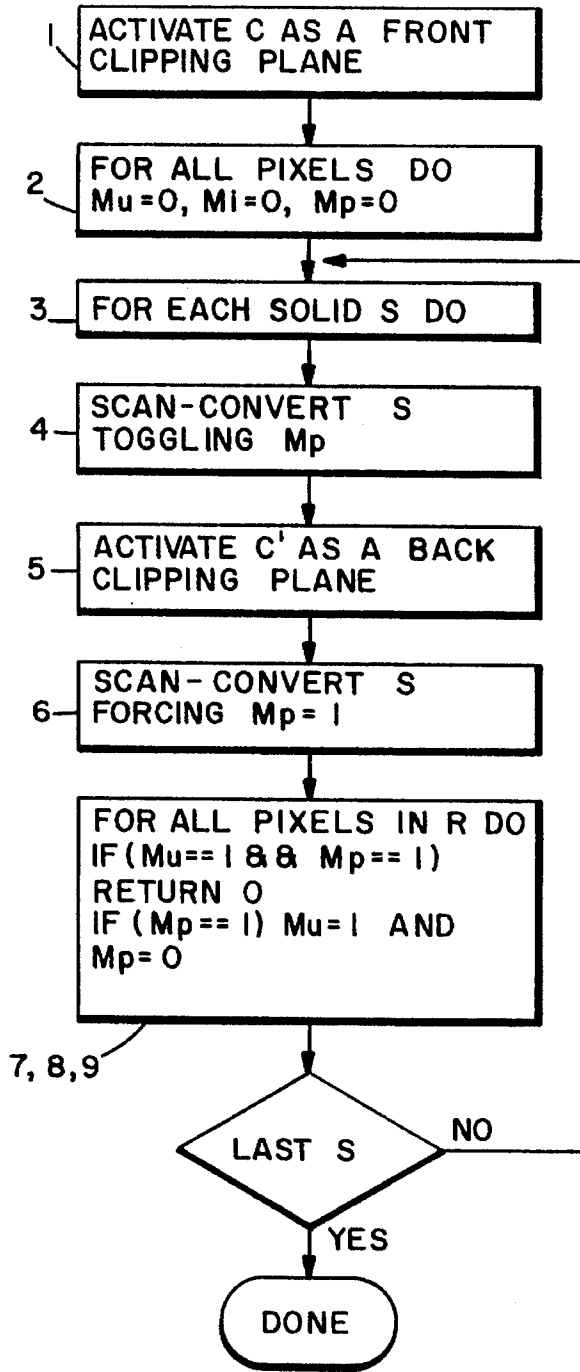 1
ACTIVATE C AS A FRONT
CLIPPING PLANE
2
FOR ALL PIXELS DO
Mu=0, Mi=0, Mp=0
3
FOR EACH SOLID S DO
4
SCAN-CONVERT S
TOGGLING Mp
5
ACTIVATE C' AS A BACK
CLIPPING PLANE
6
SCAN-CONVERT S
FORCING Mp=1
FOR ALL PIXELS IN R DO
IF(Mu==1 && Mp==1)
RETURN 0
IF (Mp==1) Mu=1 AND
Mp=0
7, 8, 9
LAST S
NO
YES
DONE